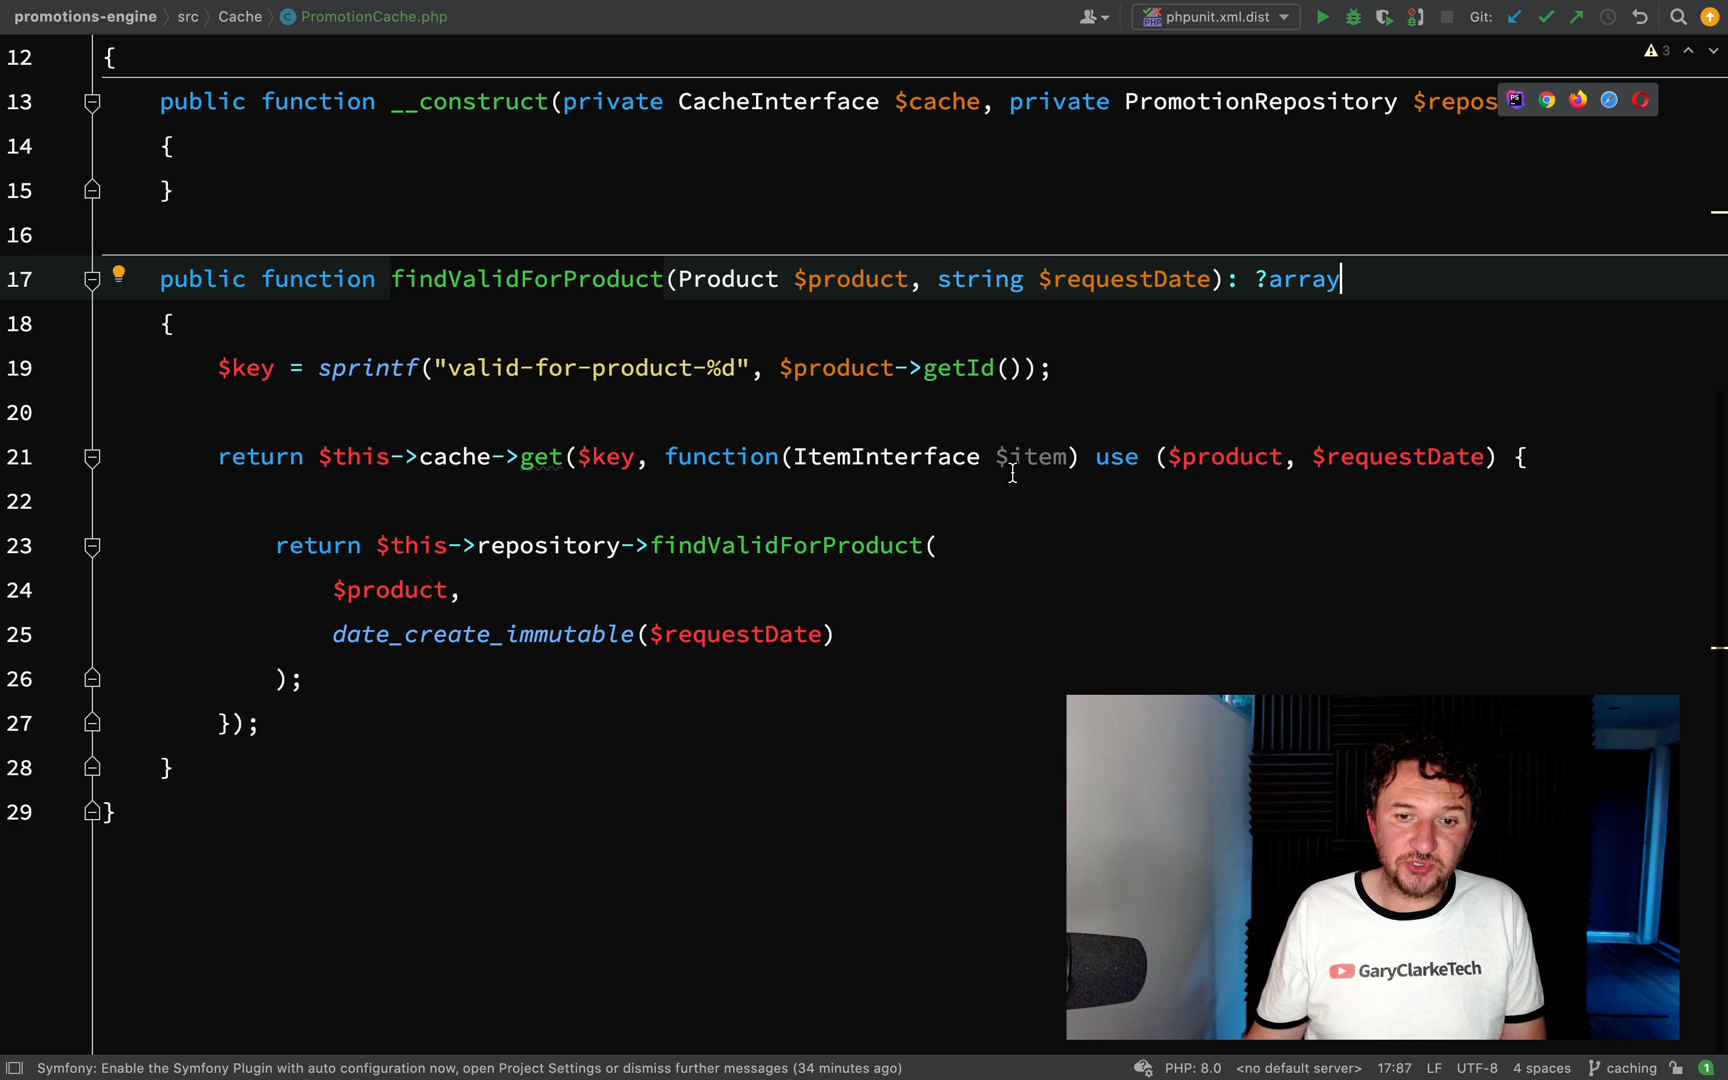 promotions-engine src Cache PromotionCache.php phpunit.xml.dist Git:
12 {
3
13 public function __construct(private CacheInterface $cache, private PromotionRepository $repos
14 {
15 }
16
17 public function findValidForProduct(Product $product, string $requestDate): ?array
18 {
19 $key = sprintf("valid-for-product-%d", $product->getId());
20
21 return $this->cache->get($key, function(ItemInterface $item) use ($product, $requestDate) {
22
23 return $this->repository->findValidForProduct(
24 $product,
25 date_create_immutable($requestDate)
26 );
27 });
28 }
29 }
GaryClarkeTech
Symfony: Enable the Symfony Plugin with auto configuration now, open Project Settings or dismiss further messages (34 minutes ago) PHP: 8.0 <no default server> 17:87 LF UTF-8 4 spaces caching 1